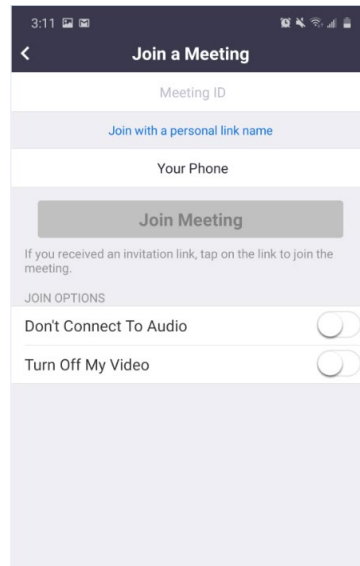 3:11
Join a Meeting
Meeting ID
Join with a personal link name
Your Phone
Join Meeting
If you received an invitation link, tap on the link to join the
meeting.
JOIN OPTIONS
Don't Connect To Audio
Turn Off My Video